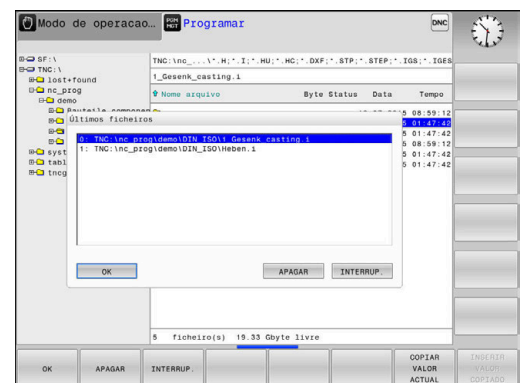 Modo de operacao... PGM MGT Programar DNC
SF:\
TNC:\
lost+found
nc_prog
demo
syst
tabl
tncg
TNC:\nc_...\*.H;*.I;*.HU;*.HC;*.DXF;*.STP;*.STEP;*.IGS;*.IGES
1_Gesenk_casting.i
Nome arquivo Byte Status Data Tempo
08:59:12
01:47:42
01:47:42
08:59:12
01:47:42
01:47:42
Últimos ficheiros
0: TNC:\nc_prog\demo\DIN_ISO\1_Gesenk_casting.i
1: TNC:\nc_prog\demo\DIN_ISO\Heben.i
OK APAGAR INTERRUP.
5 ficheiro(s) 19.33 Gbyte livre
OK
APAGAR
INTERRUP.
COPIAR
VALOR
ACTUAL
INSERIR
VALOR
COPIADO